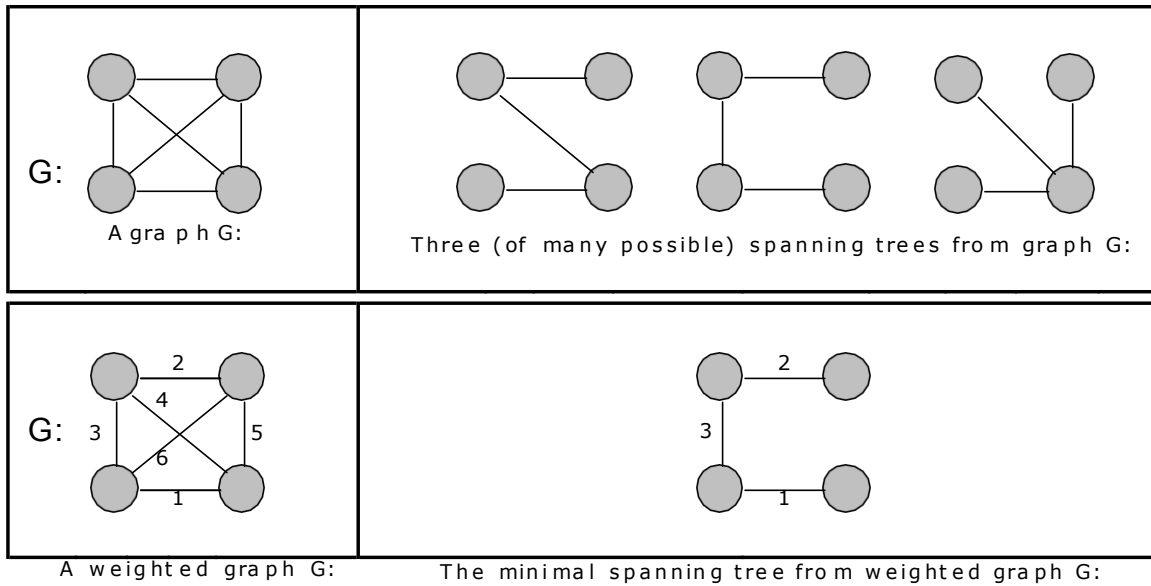 G:
A graph G:
Three (of many possible) spanning trees from graph G:
2
4
G: 3 5
6
1
2
3
1
A weighted graph G:
The minimal spanning tree from weighted graph G: